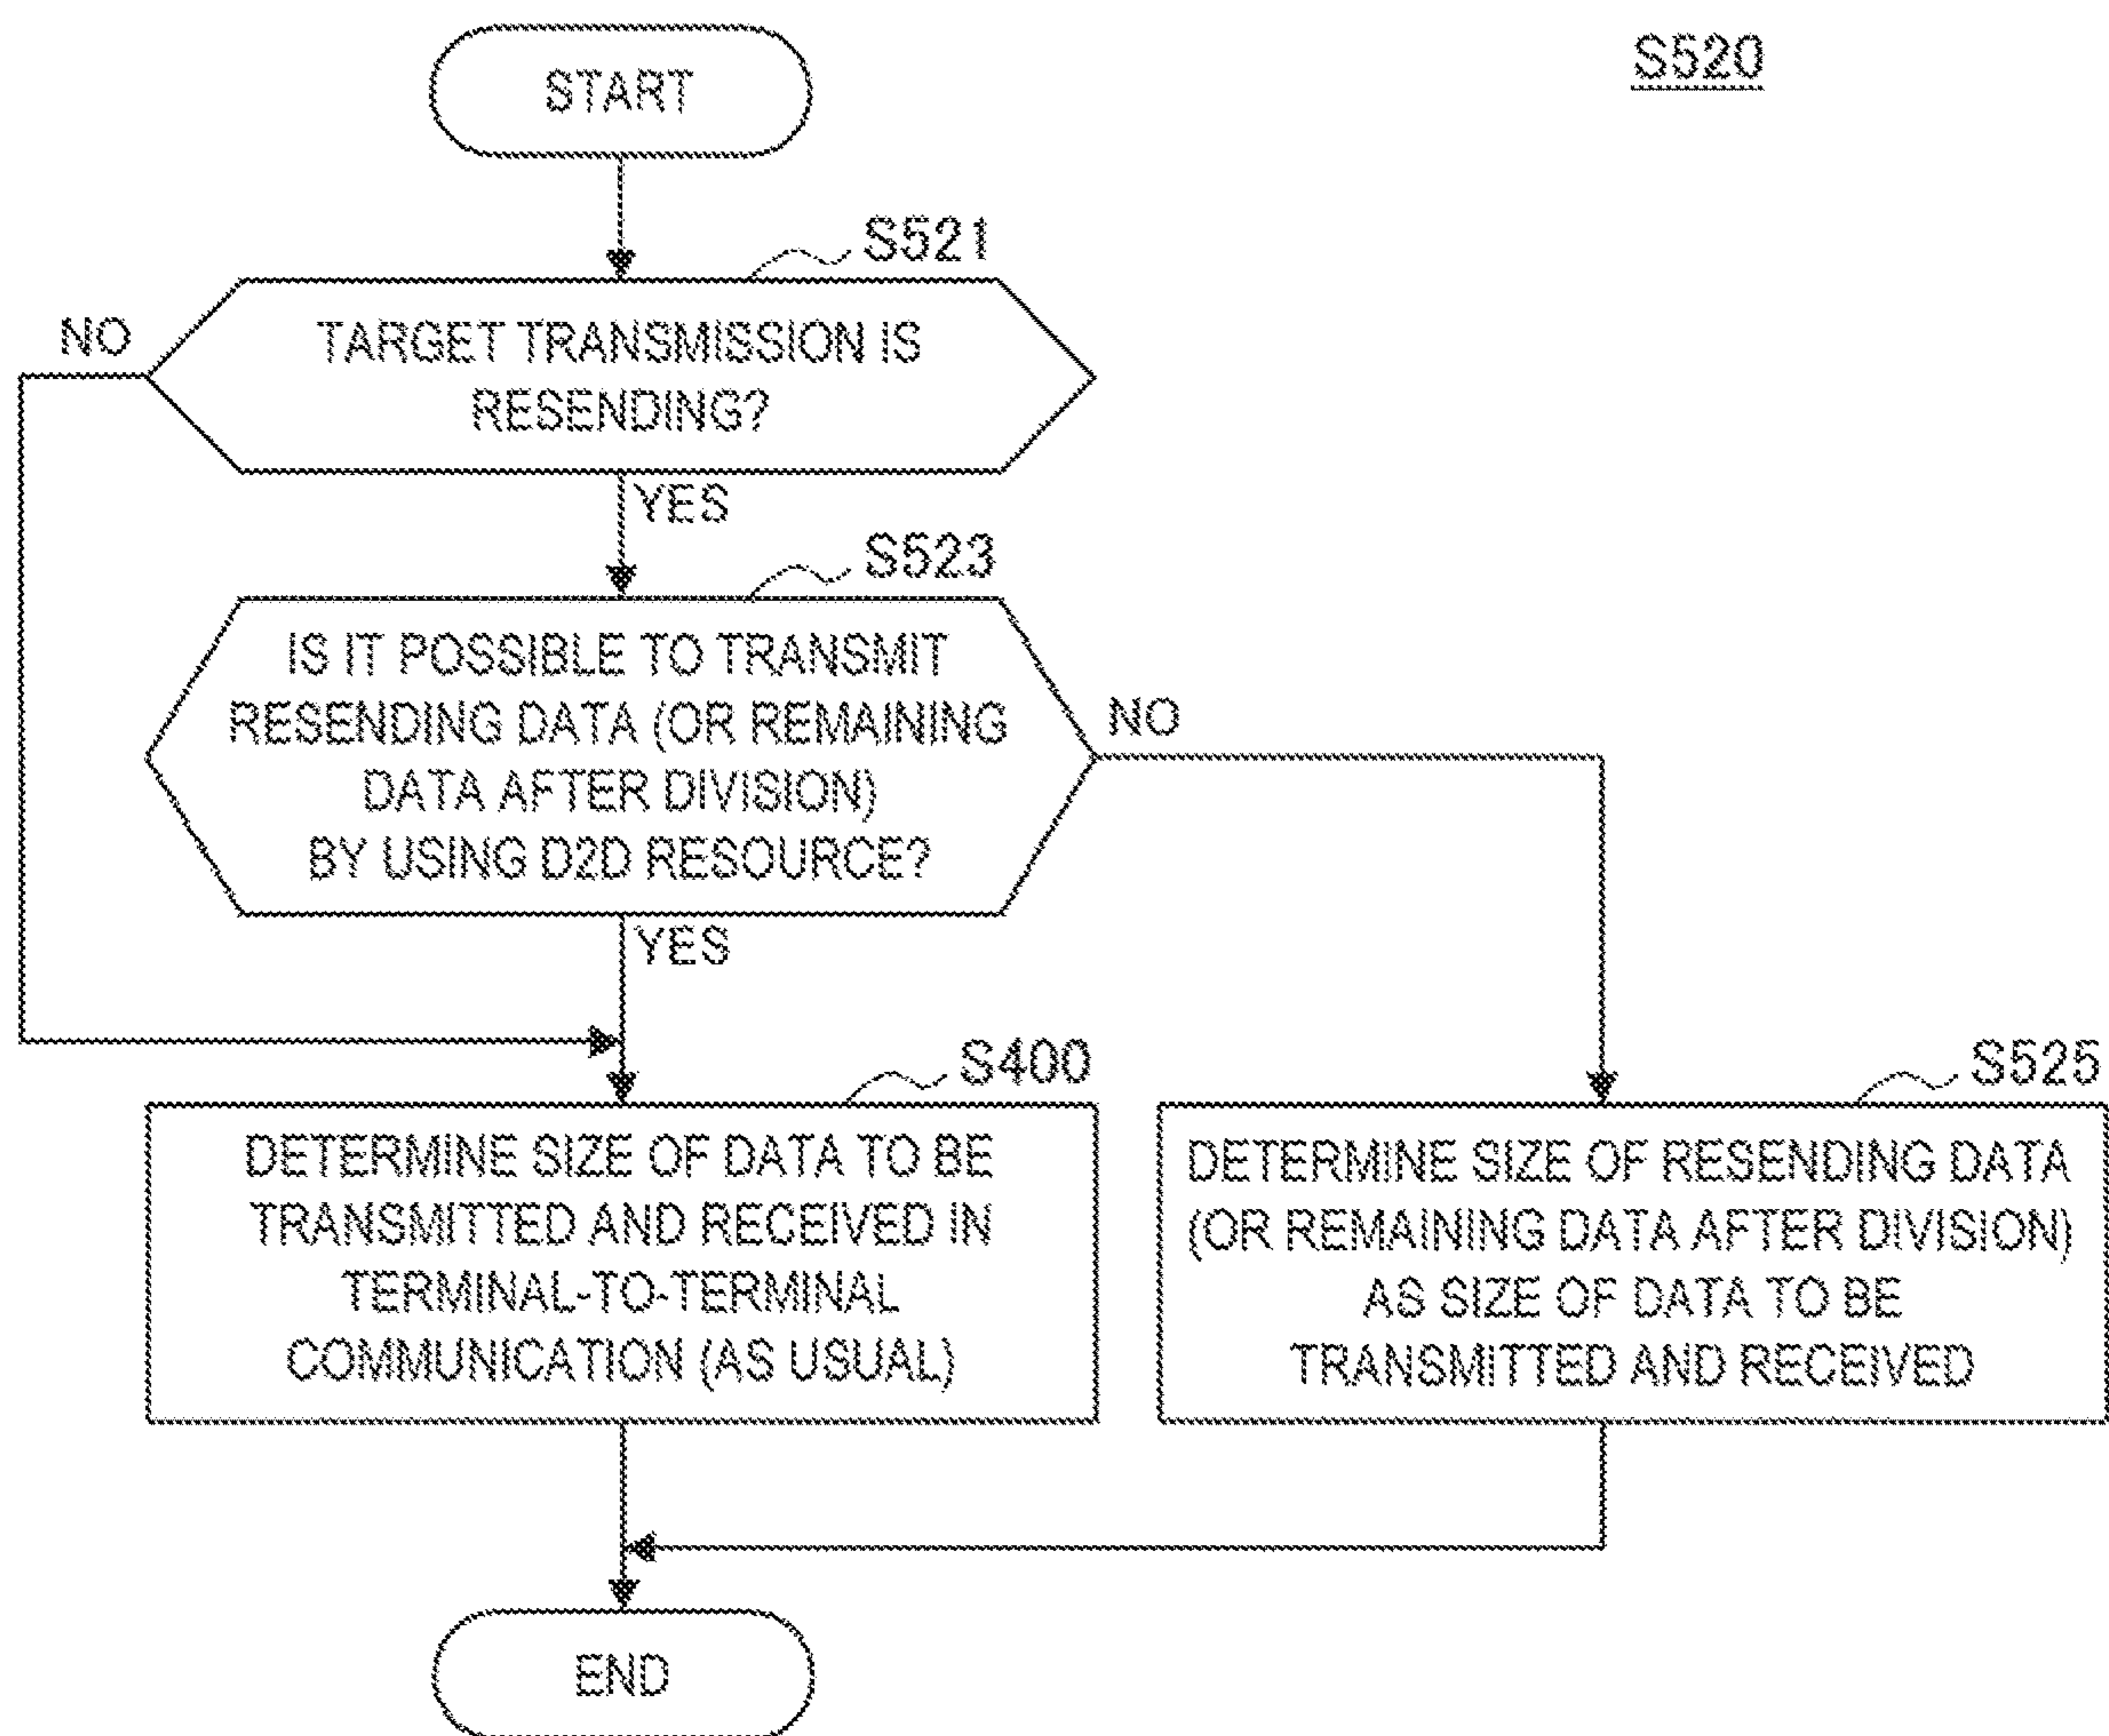 S520
START
S521
NO
TARGET TRANSMISSION IS
RESENDING?
YES
S523
IS IT POSSIBLE TO TRANSMIT
RESENDING DATA (OR REMAINING
DATA AFTER DIVISION)
BY USING D2D RESOURCE?
NO
YES
S400
DETERMINE SIZE OF DATA TO BE
TRANSMITTED AND RECEIVED IN
TERMINAL-TO-TERMINAL
COMMUNICATION (AS USUAL)
S525
DETERMINE SIZE OF RESENDING DATA
(OR REMAINING DATA AFTER DIVISION)
AS SIZE OF DATA TO BE
TRANSMITTED AND RECEIVED
END